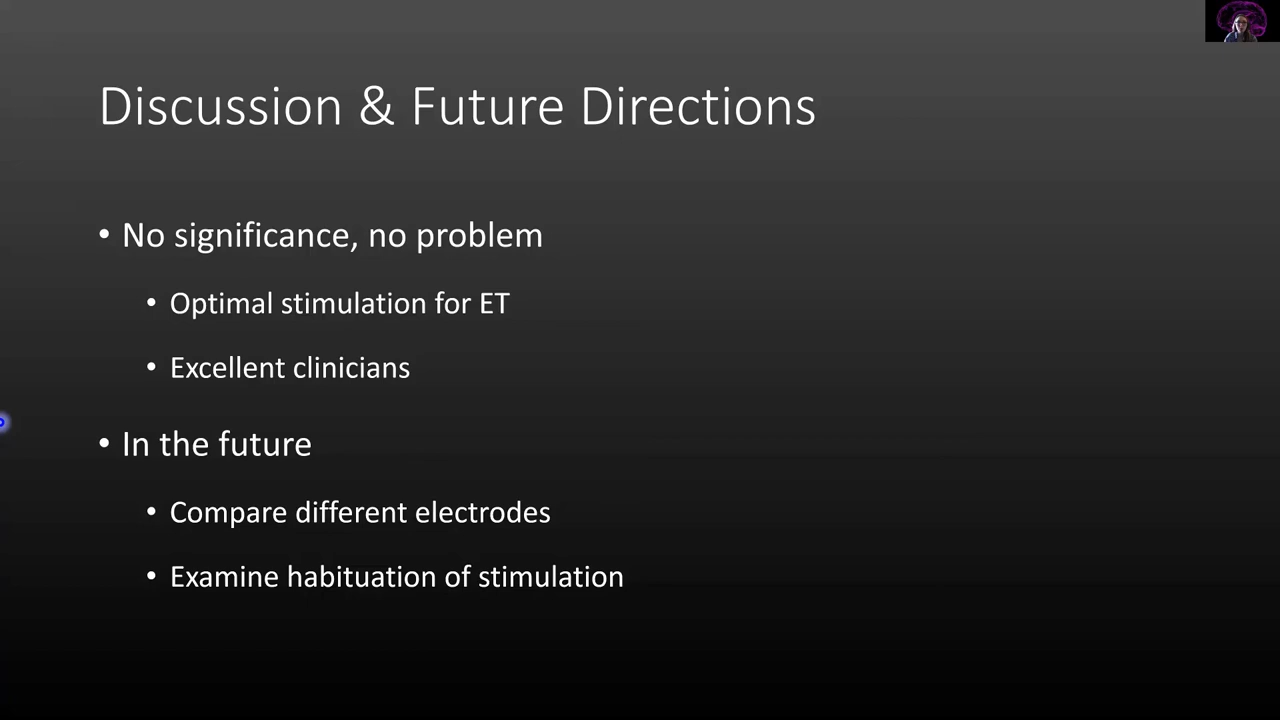 Discussion & Future Directions
• No significance, no problem
• Optimal stimulation for ET
• Excellent clinicians
• In the future
• Compare different electrodes
• Examine habituation of stimulation